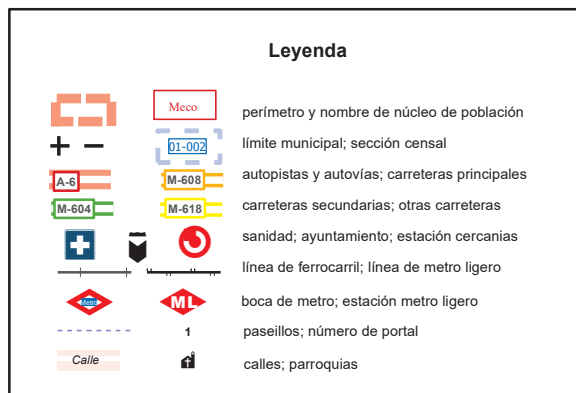 Leyenda
Meco
perímetro y nombre de núcleo de población
01-002
límite municipal; sección censal
A-6 M-608 autopistas y autovías; carreteras principales
M-604 M-618 carreteras secundarias; otras carreteras
sanidad; ayuntamiento; estación cercanias
línea de ferrocarril; línea de metro ligero
Metro ML boca de metro; estación metro ligero
1 paseillos; número de portal
Calle calles; parroquias